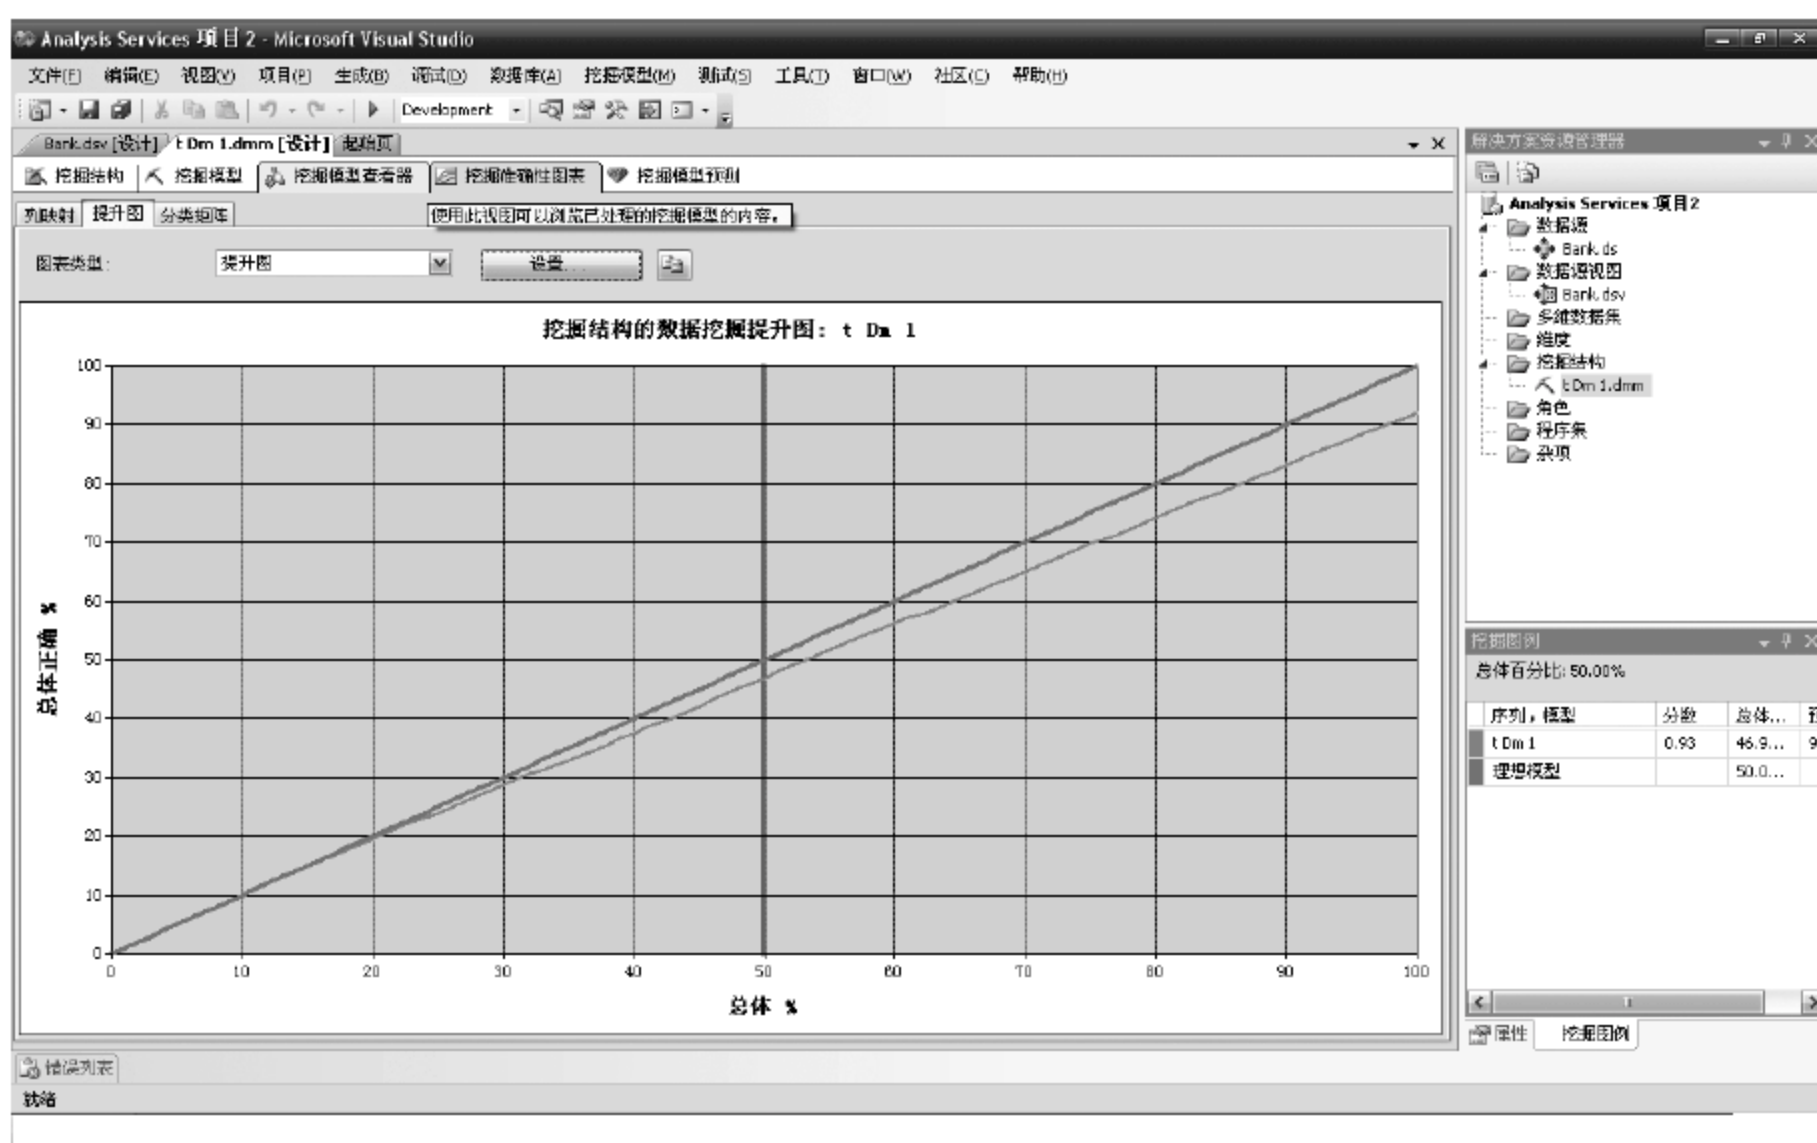 Analysis Services 项目2 - Microsoft Visual Studio
文件(F) 编辑(E) 视图(V) 项目(P) 生成(B) 调试(D) 数据库(A) 挖掘模型(M) 测试(S) 工具(T) 窗口(W) 社区(C) 帮助(H)
Development
Bank.dsv [设计] t Dm 1.dmm [设计] 起始页
挖掘结构 挖掘模型 挖掘模型查看器 挖掘准确性图表 挖掘模型预测
列映射 提升图 分类矩阵
使用此视图可以浏览已处理的挖掘模型的内容。
图表类型: 提升图 设置...
挖掘结构的数据挖掘提升图: t Dm 1
100
90
80
70
60
50
40
30
20
10
0
总体正确 %
0 10 20 30 40 50 60 70 80 90 100
总体 %
错误列表
就绪
解决方案资源管理器
Analysis Services 项目2
数据源
Bank.ds
数据源视图
Bank.dsv
多维数据集
维度
挖掘结构
t Dm 1.dmm
角色
程序集
杂项
挖掘图例
总体百分比: 50.00%
序列, 模型 分数 总体...
t Dm 1 0.93 46.9... 9
理想模型 50.0...
属性 挖掘图例